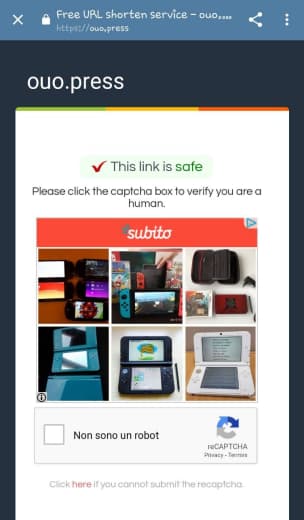 Free URL shorten service - ouo....
https://ouo.press
ouo.press
This link is safe
Please click the captcha box to verify you are a
human.
subito
Non sono un robot
reCAPTCHA
Privacy - Termini
Click here if you cannot submit the recaptcha.